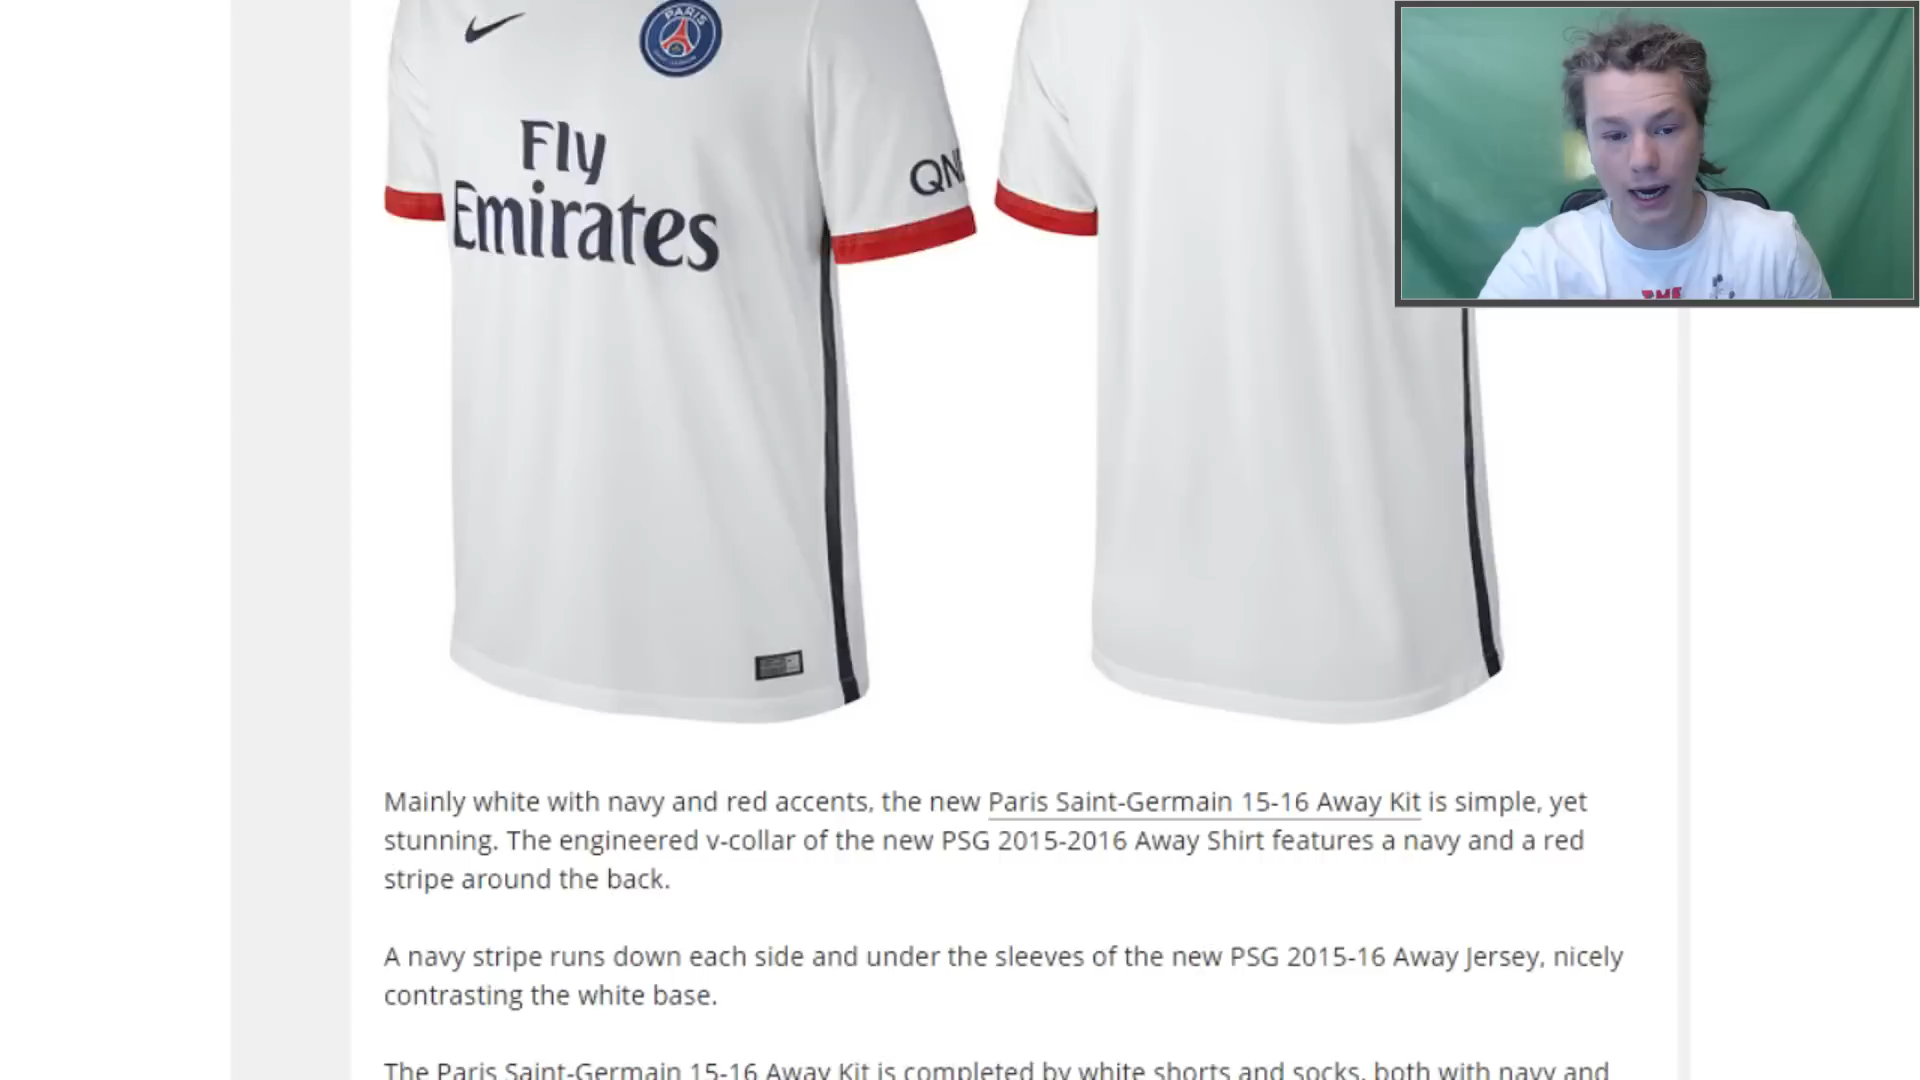 PARIS
Fly
Emirates
QN
Mainly white with navy and red accents, the new Paris Saint-Germain 15-16 Away Kit is simple, yet
stunning. The engineered v-collar of the new PSG 2015-2016 Away Shirt features a navy and a red
stripe around the back.
A navy stripe runs down each side and under the sleeves of the new PSG 2015-16 Away Jersey, nicely
contrasting the white base.
The Paris Saint-Germain 15-16 Away Kit is completed by white shorts and socks, both with navy and